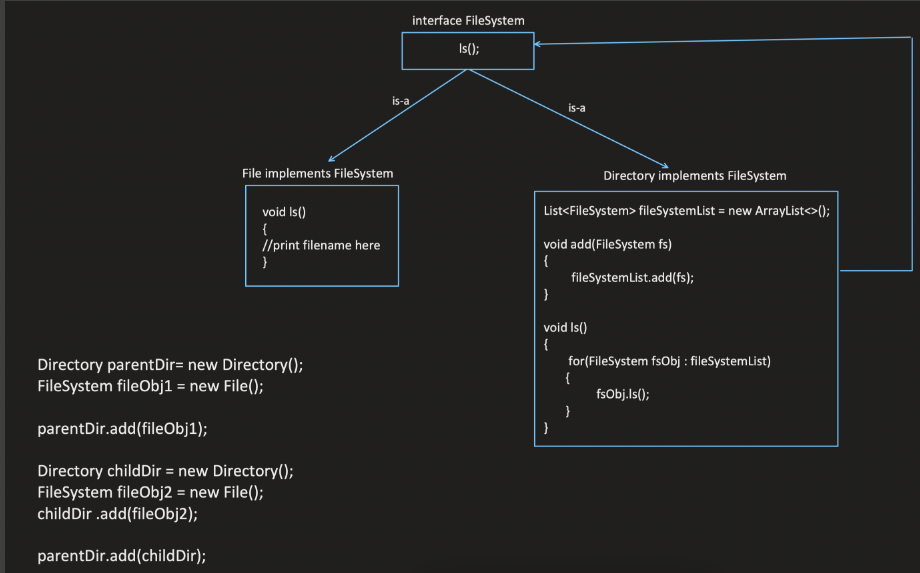 interface FileSystem
ls();
is-a
is-a
File implements FileSystem
void ls()
{
//print filename here
}
Directory implements FileSystem
List<FileSystem> fileSystemList = new ArrayList<>();
void add(FileSystem fs)
{
fileSystemList.add(fs);
}
void ls()
{
for(FileSystem fsObj : fileSystemList)
{
fsObj.ls();
}
}
Directory parentDir= new Directory();
FileSystem fileObj1 = new File();
parentDir.add(fileObj1);
Directory childDir = new Directory();
FileSystem fileObj2 = new File();
childDir .add(fileObj2);
parentDir.add(childDir);